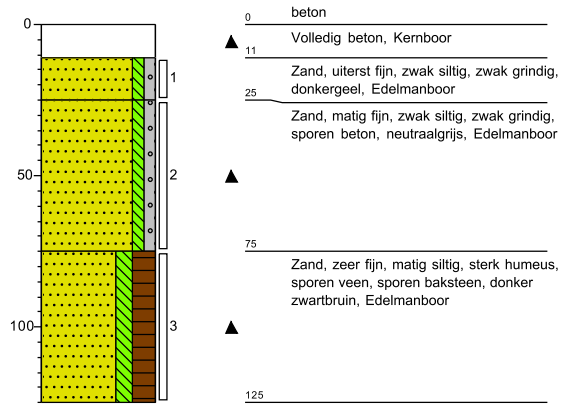 0
50
100
1
2
3
0
beton
Volledig beton, Kernboor
11
Zand, uiterst fijn, zwak siltig, zwak grindig,
donkergeel, Edelmanboor
25
Zand, matig fijn, zwak siltig, zwak grindig,
sporen beton, neutraalgrijs, Edelmanboor
75
Zand, zeer fijn, matig siltig, sterk humeus,
sporen veen, sporen baksteen, donker
zwartbruin, Edelmanboor
125